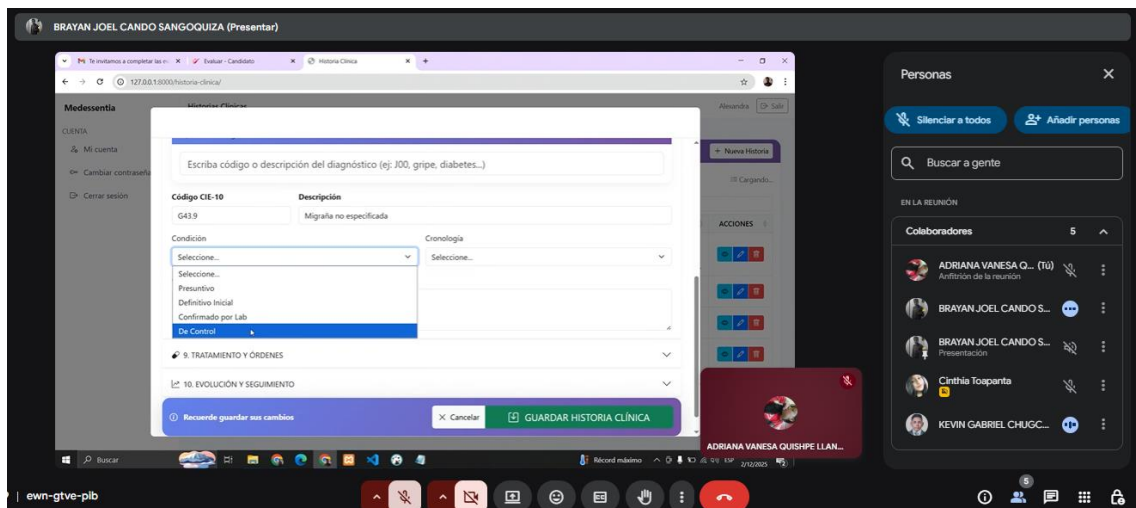 BRAYAN JOEL CANDO SANGOQUIZA (Presentar)
Te invitamos a completar las
Evaluar - Candidato
Historia Clínica
127.0.0.1:8000/historia-clinica/
Medessentia
Historias Clínicas
Alexandra
Salir
CUENTA
Mi cuenta
Cambiar contraseña
Cerrar sesión
+ Nueva Historia
Cargando...
ACCIONES
Escriba código o descripción del diagnóstico (ej: J00, gripe, diabetes...)
Código CIE-10
Descripción
G43.9
Migraña no especificada
Condición
Cronología
Seleccione...
Seleccione...
Seleccione...
Presuntivo
Definitivo Inicial
Confirmado por Lab
De Control
9. TRATAMIENTO Y ÓRDENES
10. EVOLUCIÓN Y SEGUIMIENTO
Recuerde guardar sus cambios
Cancelar
GUARDAR HISTORIA CLÍNICA
Buscar
Récord máximo
ESP
2/12/2025
ADRIANA VANESA QUISHPE LLAN...
Personas
Silenciar a todos
Añadir personas
Buscar a gente
EN LA REUNIÓN
Colaboradores
5
ADRIANA VANESA Q... (Tú)
Anfitrión de la reunión
BRAYAN JOEL CANDO S...
BRAYAN JOEL CANDO S...
Presentación
Cinthia Toapanta
KEVIN GABRIEL CHUGC...
| ewn-gtve-pib
5